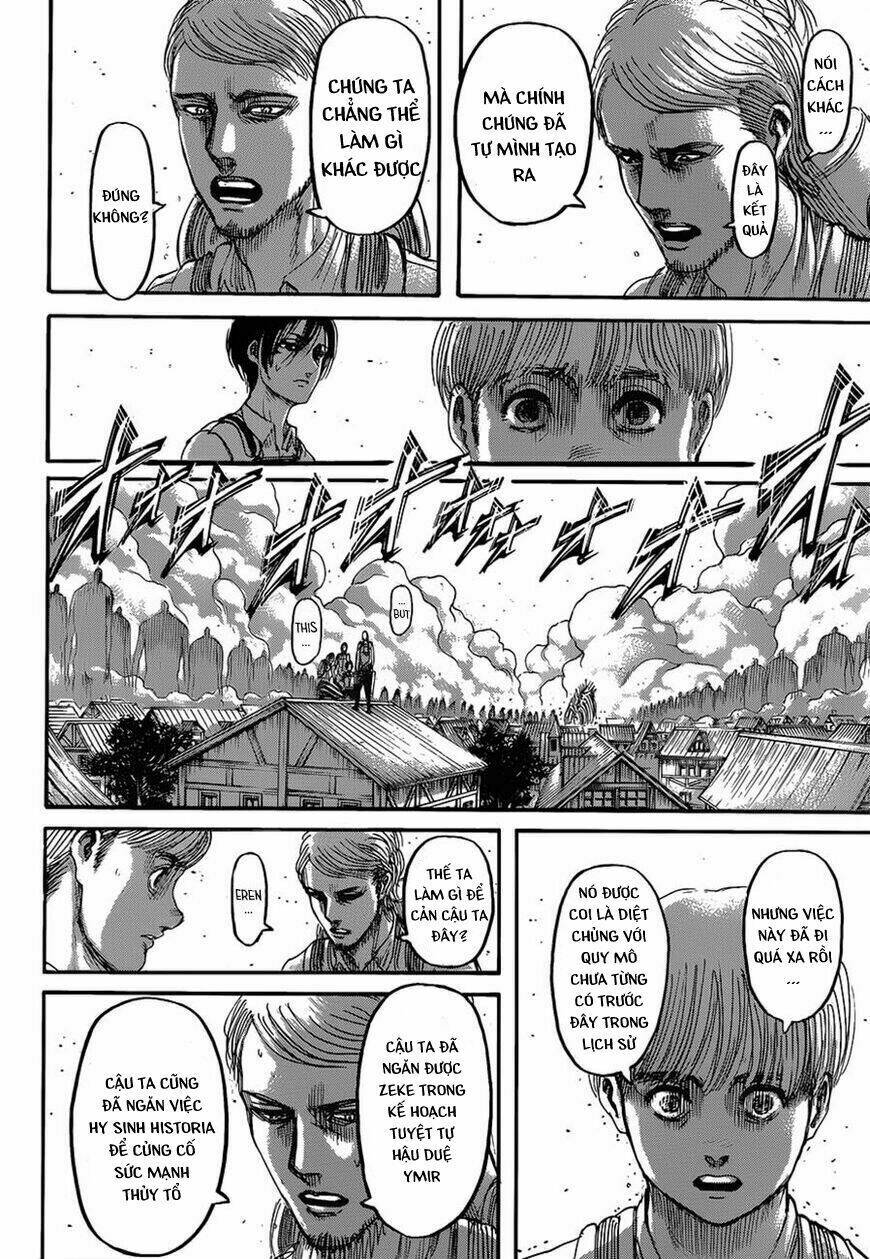 NÓI
CÁCH
KHÁC
...
ĐÂY
LÀ
KẾT
QUẢ
MÀ CHÍNH
CHÚNG ĐÃ
TỰ MÌNH TẠO
RA
CHÚNG TA
CHẲNG THỂ
LÀM GÌ
KHÁC ĐƯỢC
ĐÚNG
KHÔNG?
...
BUT
THIS
...
NHƯNG VIỆC
NÀY ĐÃ ĐI
QUÁ XA RỒI
...
NÓ ĐƯỢC
COI LÀ DIỆT
CHỦNG VỚI
QUY MÔ
CHƯA TỪNG
CÓ TRƯỚC
ĐÂY TRONG
LỊCH SỬ
THẾ TA
LÀM GÌ ĐỂ
CẢN CẬU TA
ĐÂY?
EREN
...
CẬU TA ĐÃ
NGĂN ĐƯỢC
ZEKE TRONG
KẾ HOẠCH
TUYỆT TỰ
HẬU DUỆ
YMIR
CẬU TA CŨNG
ĐÃ NGĂN VIỆC
HY SINH HISTORIA
ĐỂ CỦNG CỐ
SỨC MẠNH
THỦY TỔ